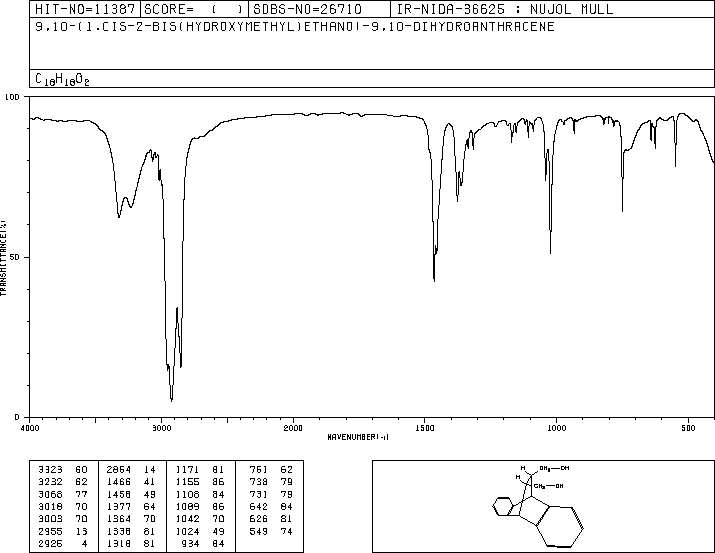 HIT-NO=11387 SCORE= ( ) SDBS-NO=26710 IR-NIDA-36625 : NUJOL MULL
9,10-(1,CIS-2-BIS(HYDROXYMETHYL)ETHANO)-9,10-DIHYDROANTHRACENE
C18H18O2
100
50
0
TRANSMITTANCE(%)
4000 3000 2000 1500 1000 500
WAVENUMBER(-1)
3323 60 2854 14 1171 81 751 62
3232 62 1466 41 1155 86 738 79
3068 77 1458 49 1108 84 731 79
3018 70 1377 64 1089 86 642 84
3003 70 1364 70 1042 70 626 81
2955 13 1338 81 1024 49 549 74
2925 4 1318 81 934 84
H CH2-OH
H CH2-OH